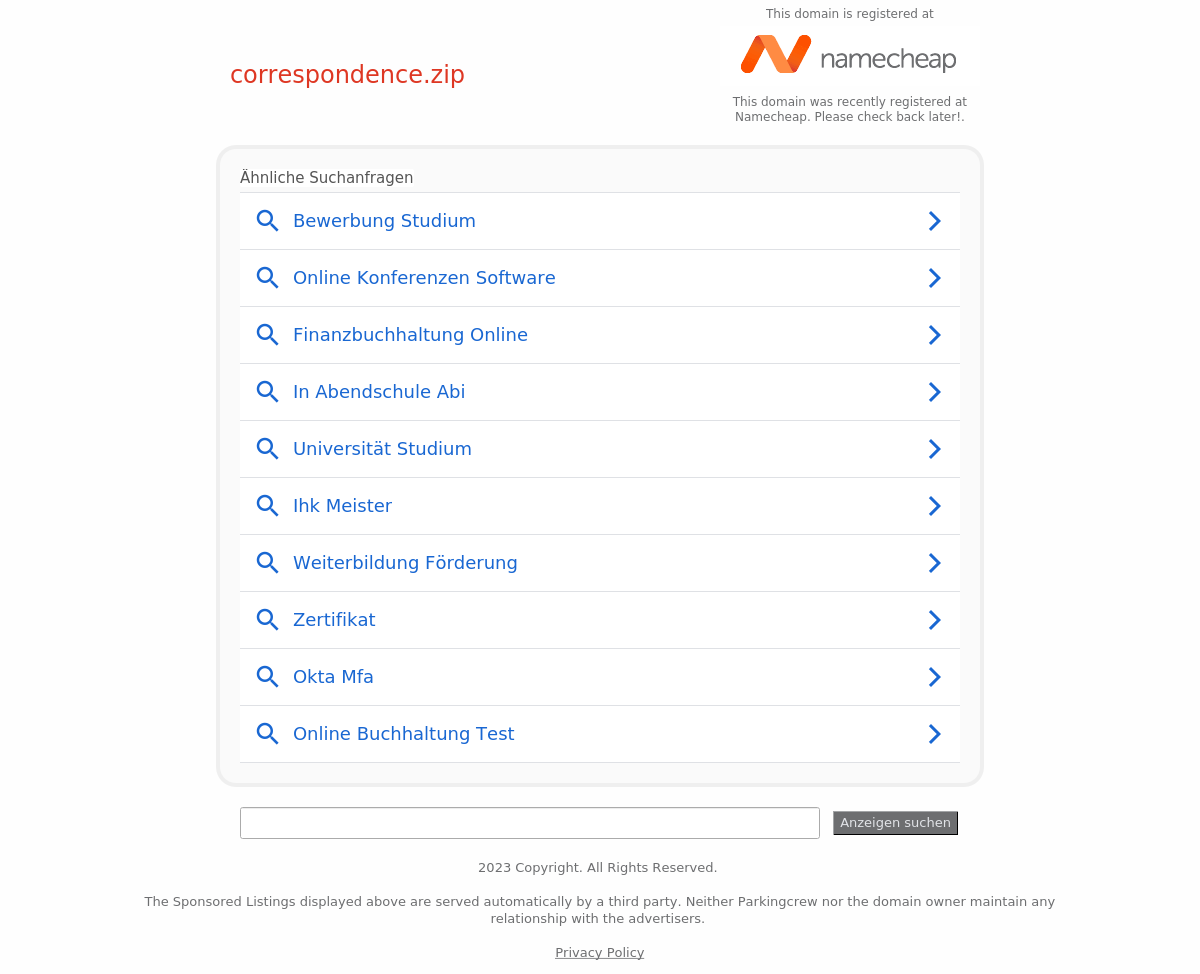 This domain is registered at
namecheap
correspondence.zip
This domain was recently registered at
Namecheap. Please check back later!.
Ähnliche Suchanfragen
Bewerbung Studium
Online Konferenzen Software
Finanzbuchhaltung Online
In Abendschule Abi
Universität Studium
Ihk Meister
Weiterbildung Förderung
Zertifikat
Okta Mfa
Online Buchhaltung Test
Anzeigen suchen
2023 Copyright. All Rights Reserved.
The Sponsored Listings displayed above are served automatically by a third party. Neither Parkingcrew nor the domain owner maintain any
relationship with the advertisers.
Privacy Policy